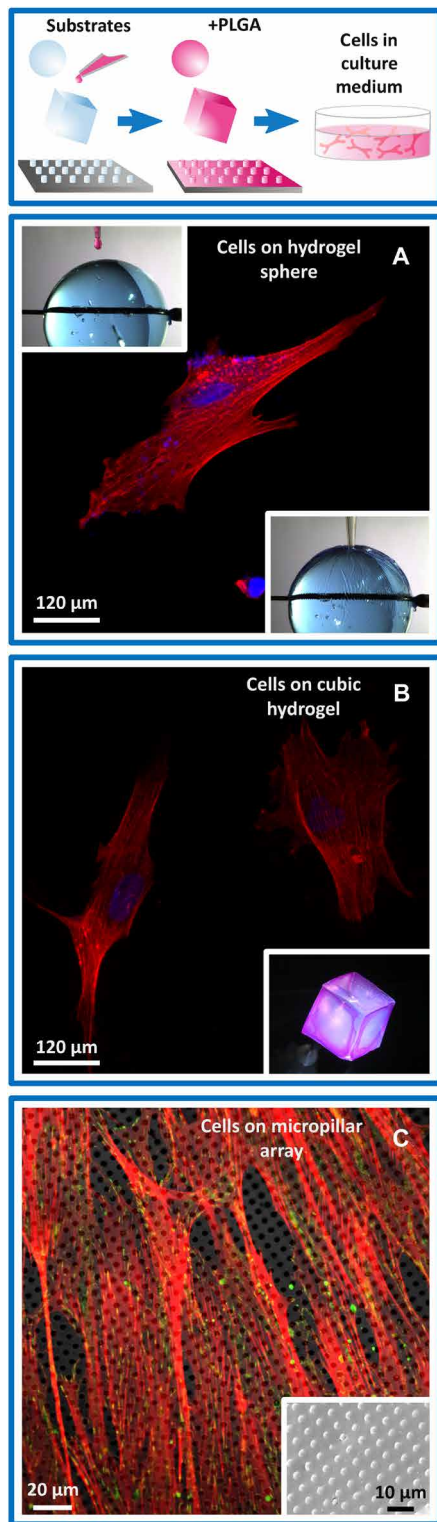 Substrates
+PLGA
Cells in
culture
medium
Cells on hydrogel
sphere
A
120 µm
Cells on cubic
hydrogel
B
120 µm
Cells on micropillar
array
C
20 µm
10 µm